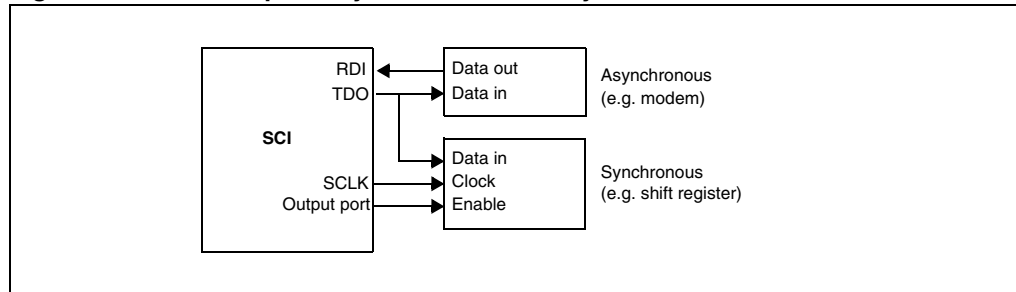 RDI
TDO
SCI
SCLK
Output port
Data out
Data in
Asynchronous
(e.g. modem)
Data in
Clock
Enable
Synchronous
(e.g. shift register)